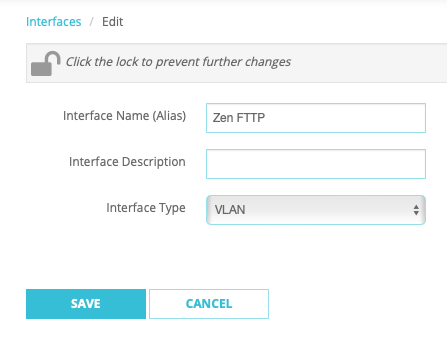 Interfaces / Edit
Click the lock to prevent further changes
Interface Name (Alias) Zen FTTP
Interface Description
Interface Type VLAN
SAVE CANCEL